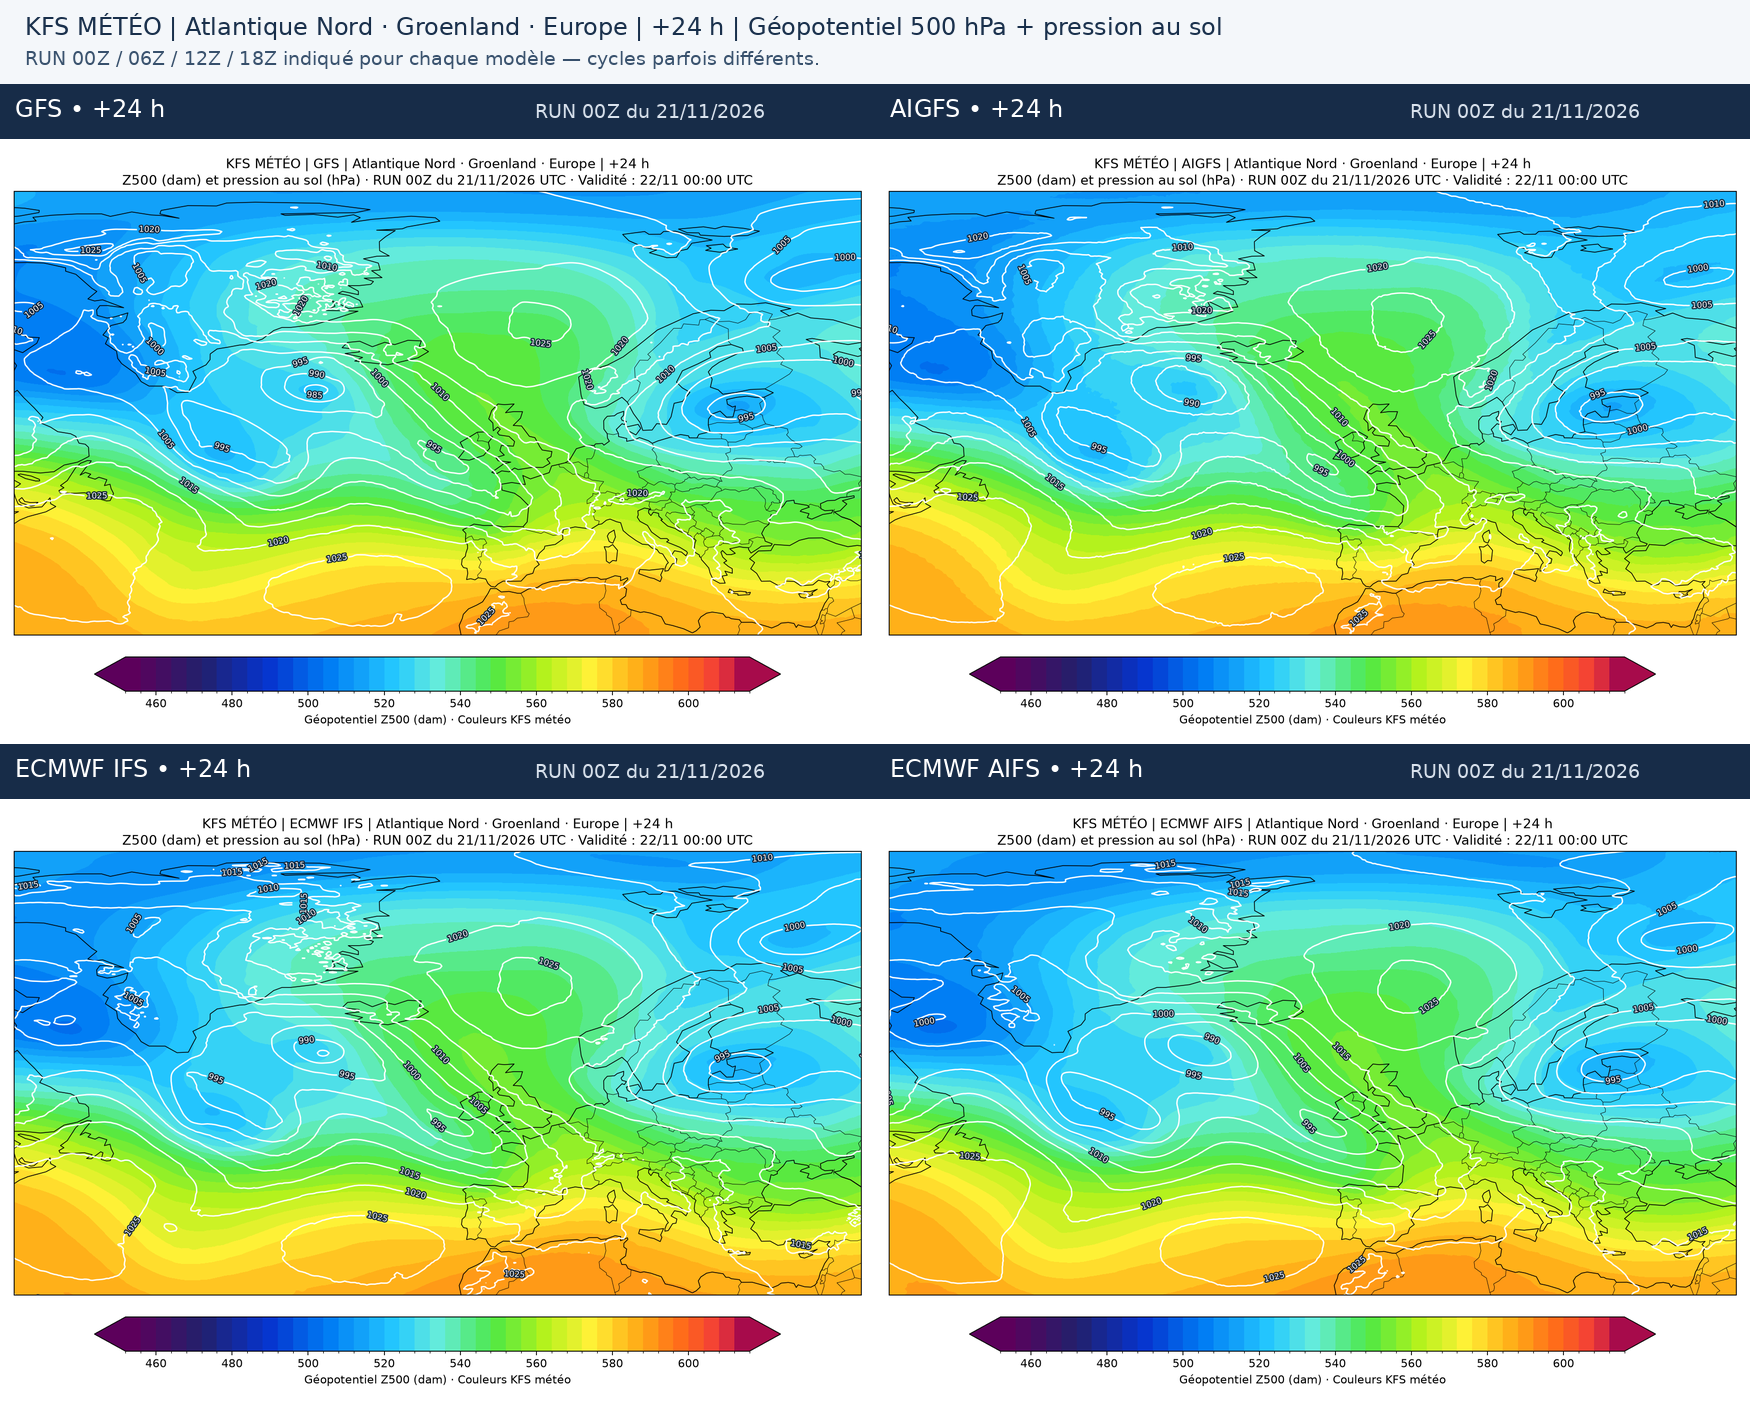 KFS MÉTÉO | Atlantique Nord · Groenland · Europe | +24 h | Géopotentiel 500 hPa + pression au sol
RUN 00Z / 06Z / 12Z / 18Z indiqué pour chaque modèle — cycles parfois différents.
GFS • +24 h
RUN 00Z du 21/11/2026
KFS MÉTÉO | GFS | Atlantique Nord · Groenland · Europe | +24 h
Z500 (dam) et pression au sol (hPa) · RUN 00Z du 21/11/2026 UTC · Validité : 22/11 00:00 UTC
460 480 500 520 540 560 580 600
Géopotentiel Z500 (dam) · Couleurs KFS météo
AIGFS • +24 h
RUN 00Z du 21/11/2026
KFS MÉTÉO | AIGFS | Atlantique Nord · Groenland · Europe | +24 h
Z500 (dam) et pression au sol (hPa) · RUN 00Z du 21/11/2026 UTC · Validité : 22/11 00:00 UTC
460 480 500 520 540 560 580 600
Géopotentiel Z500 (dam) · Couleurs KFS météo
ECMWF IFS • +24 h
RUN 00Z du 21/11/2026
KFS MÉTÉO | ECMWF IFS | Atlantique Nord · Groenland · Europe | +24 h
Z500 (dam) et pression au sol (hPa) · RUN 00Z du 21/11/2026 UTC · Validité : 22/11 00:00 UTC
460 480 500 520 540 560 580 600
Géopotentiel Z500 (dam) · Couleurs KFS météo
ECMWF AIFS • +24 h
RUN 00Z du 21/11/2026
KFS MÉTÉO | ECMWF AIFS | Atlantique Nord · Groenland · Europe | +24 h
Z500 (dam) et pression au sol (hPa) · RUN 00Z du 21/11/2026 UTC · Validité : 22/11 00:00 UTC
460 480 500 520 540 560 580 600
Géopotentiel Z500 (dam) · Couleurs KFS météo